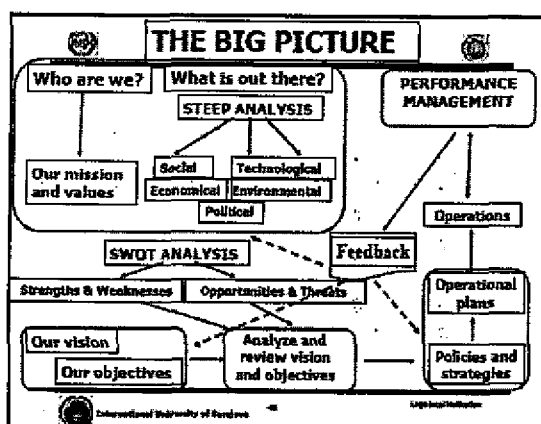 THE BIG PICTURE
Who are we?
What is out there?
STEEP ANALYSIS
Social
Technological
Economical
Environmental
Political
Our mission
and values
PERFORMANCE
MANAGEMENT
Operations
Feedback
SWOT ANALYSIS
Strengths & Weaknesses
Opportunities & Threats
Operational
plans
Our vision
Our objectives
Analyze and
review vision
and objectives
Policies and
strategies
International University of